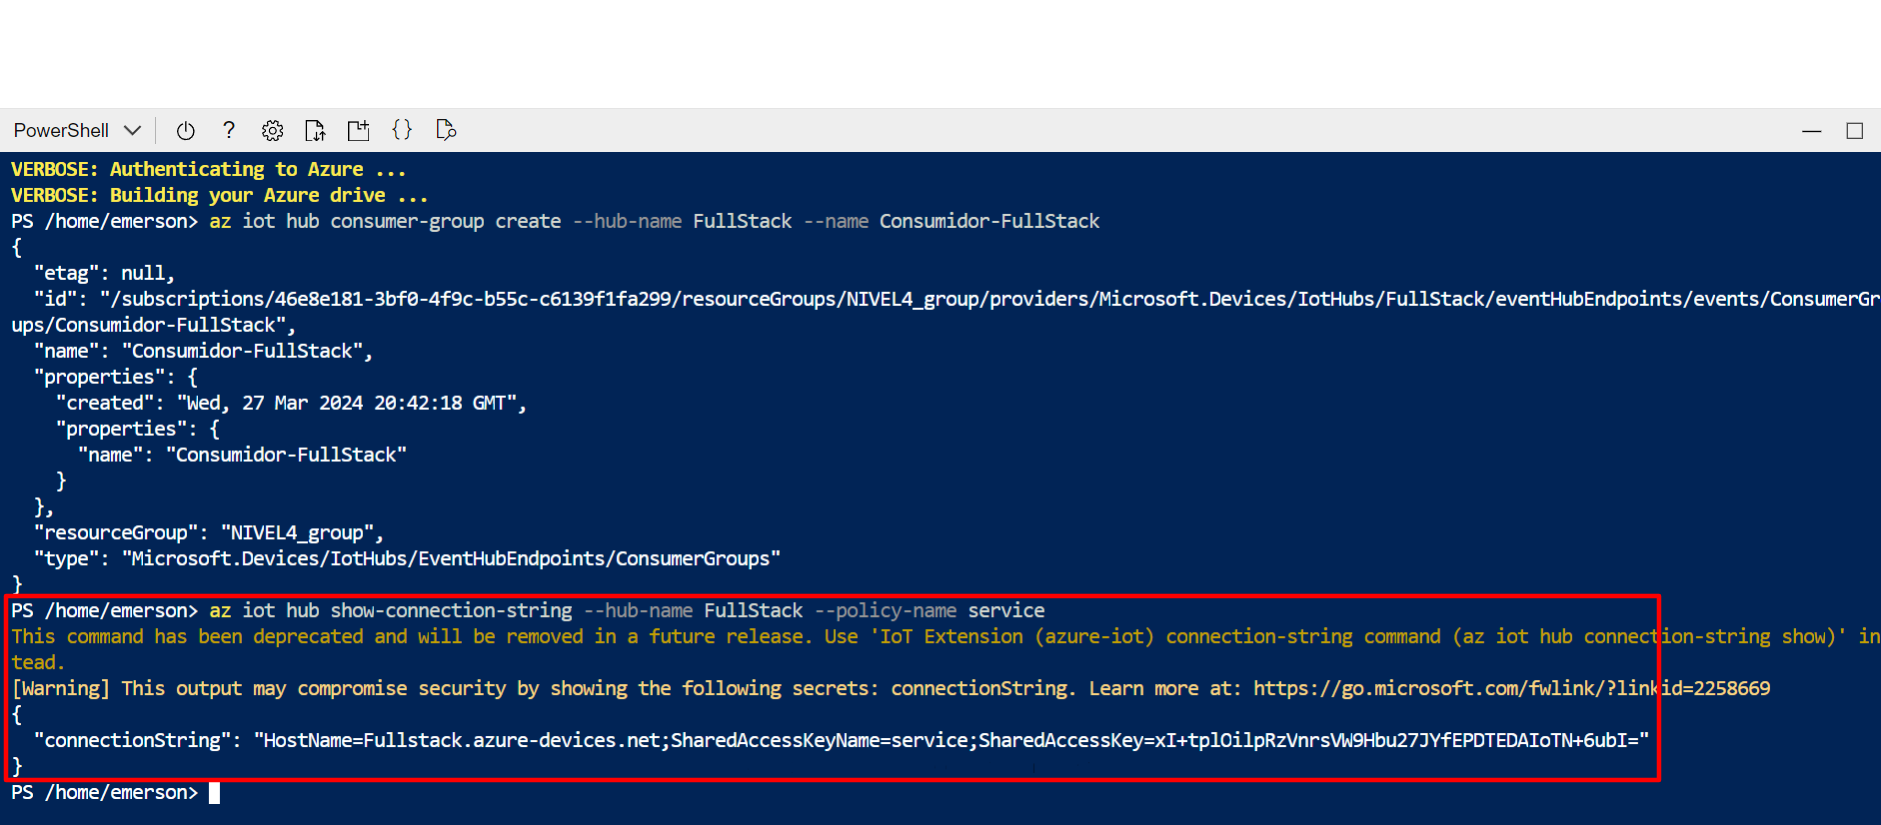 PowerShell
VERBOSE: Authenticating to Azure ...
VERBOSE: Building your Azure drive ...
PS /home/emerson> az iot hub consumer-group create --hub-name FullStack --name Consumidor-FullStack
{
  "etag": null,
  "id": "/subscriptions/46e8e181-3bf0-4f9c-b55c-c6139f1fa299/resourceGroups/NIVEL4_group/providers/Microsoft.Devices/IotHubs/FullStack/eventHubEndpoints/events/ConsumerGr
ups/Consumidor-FullStack",
  "name": "Consumidor-FullStack",
  "properties": {
    "created": "Wed, 27 Mar 2024 20:42:18 GMT",
    "properties": {
      "name": "Consumidor-FullStack"
    }
  },
  "resourceGroup": "NIVEL4_group",
  "type": "Microsoft.Devices/IotHubs/EventHubEndpoints/ConsumerGroups"
}
PS /home/emerson> az iot hub show-connection-string --hub-name FullStack --policy-name service
This command has been deprecated and will be removed in a future release. Use 'IoT Extension (azure-iot) connection-string command (az iot hub connection-string show)' in
tead.
[Warning] This output may compromise security by showing the following secrets: connectionString. Learn more at: https://go.microsoft.com/fwlink/?linkid=2258669
{
  "connectionString": "HostName=Fullstack.azure-devices.net;SharedAccessKeyName=service;SharedAccessKey=xI+tplOilpRzVnrsVW9Hbu27JYfEPDTEDAIoTN+6ubI="
}
PS /home/emerson>